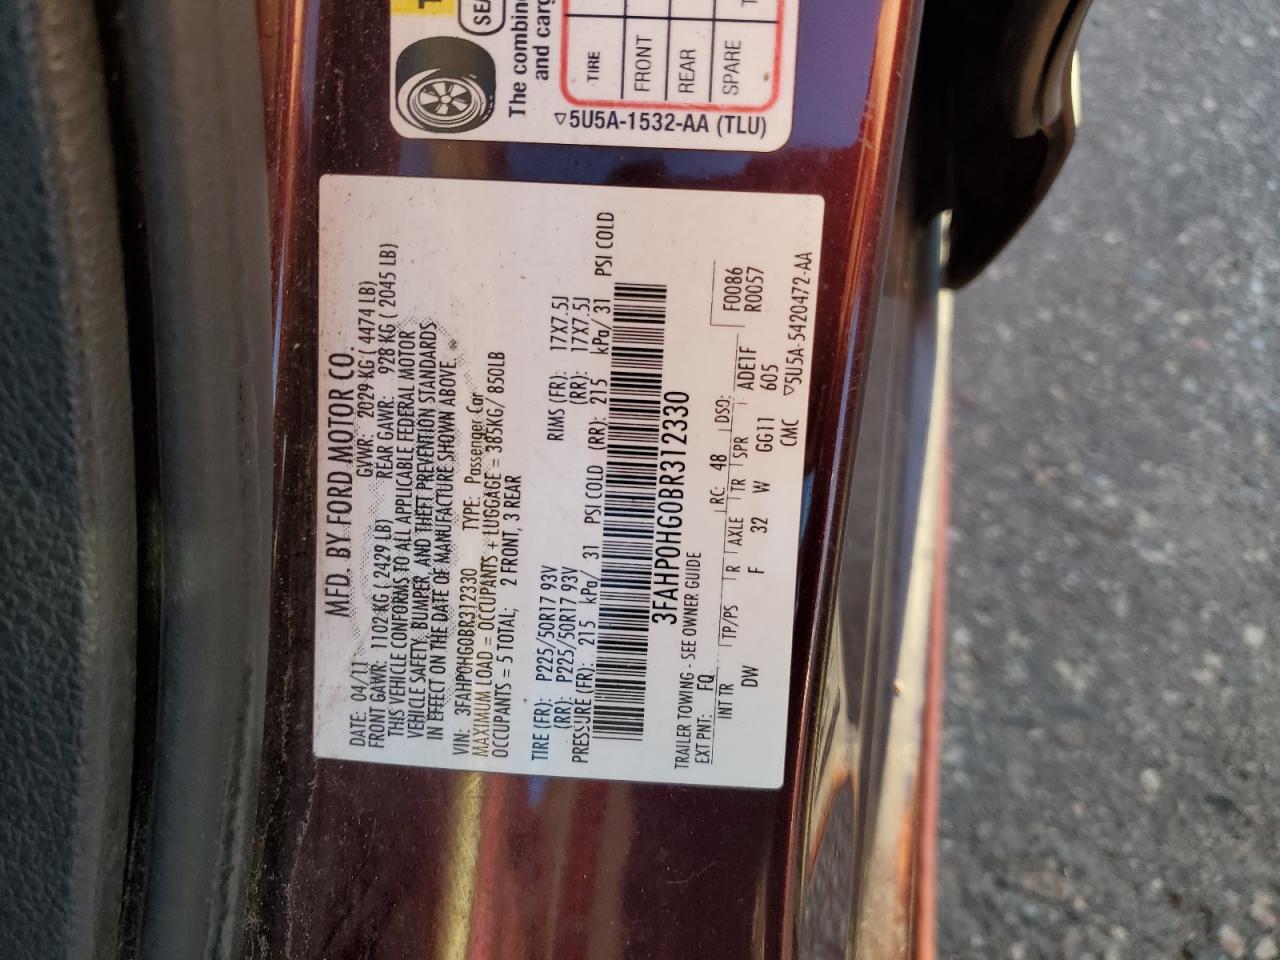 MFD. BY FORD MOTOR CO.
DATE: 04/11 GVWR: 2029 KG ( 4474 LB)
FRONT GAWR: 1102 KG ( 2429 LB) REAR GAWR: 928 KG ( 2045 LB)
THIS VEHICLE CONFORMS TO ALL APPLICABLE FEDERAL MOTOR
VEHICLE SAFETY, BUMPER, AND THEFT PREVENTION STANDARDS
IN EFFECT ON THE DATE OF MANUFACTURE SHOWN ABOVE.
VIN: 3FAHP0HG0BR312330 TYPE: Passenger Car
MAXIMUM LOAD = OCCUPANTS + LUGGAGE = 385KG/ 850LB
OCCUPANTS = 5 TOTAL; 2 FRONT, 3 REAR
TIRE (FR): P225/50R17 93V RIMS (FR): 17X7.5J
(RR): P225/50R17 93V (RR): 17X7.5J
PRESSURE (FR): 215 kPa/ 31 PSI COLD (RR): 215 kPa/ 31 PSI COLD
3FAHP0HG0BR312330
TRAILER TOWING - SEE OWNER GUIDE
EXT PNT: FQ RC: 48 DSO: F0086
INT TR TP/PS R AXLE TR SPR ADE1F R0057
DW F 32 W GG11 605
CMC ▽5U5A-5420472-AA
SEA
The combine
and carg
TIRE
FRONT
REAR
SPARE T
▽5U5A-1532-AA (TLU)